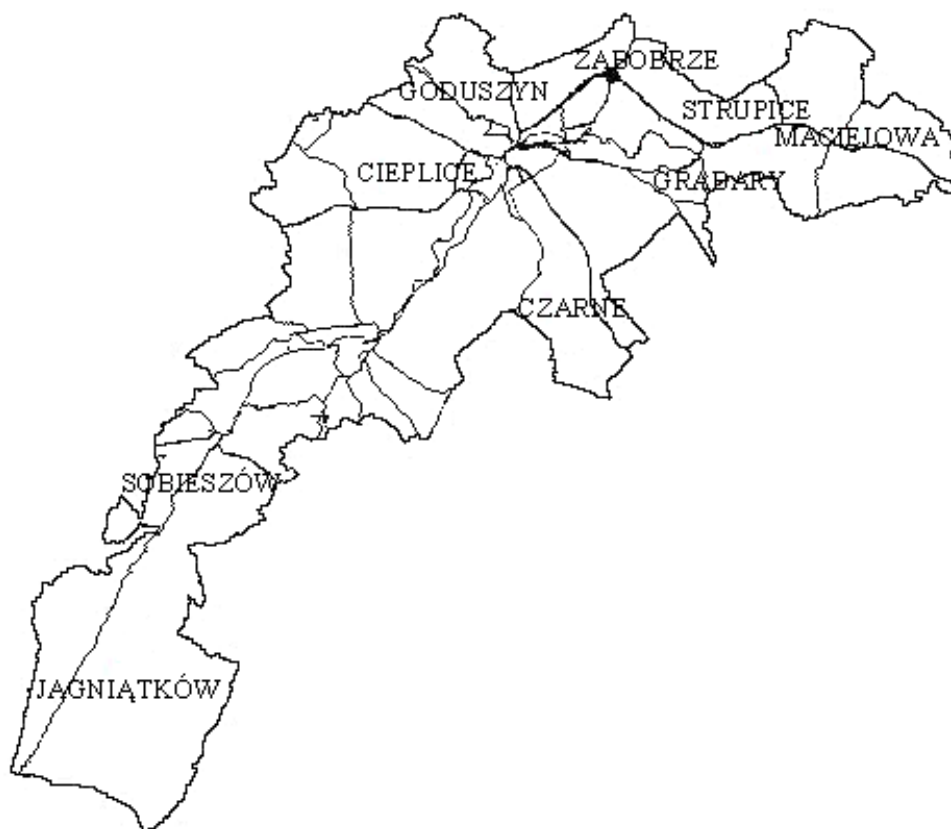 ZABOBRZE
GODUSZYN
STRUPICE
MACIEJOWA
CIEPLICE
GRABARY
CZARNE
SOBIESZÓW
JAGNIĄTKÓW